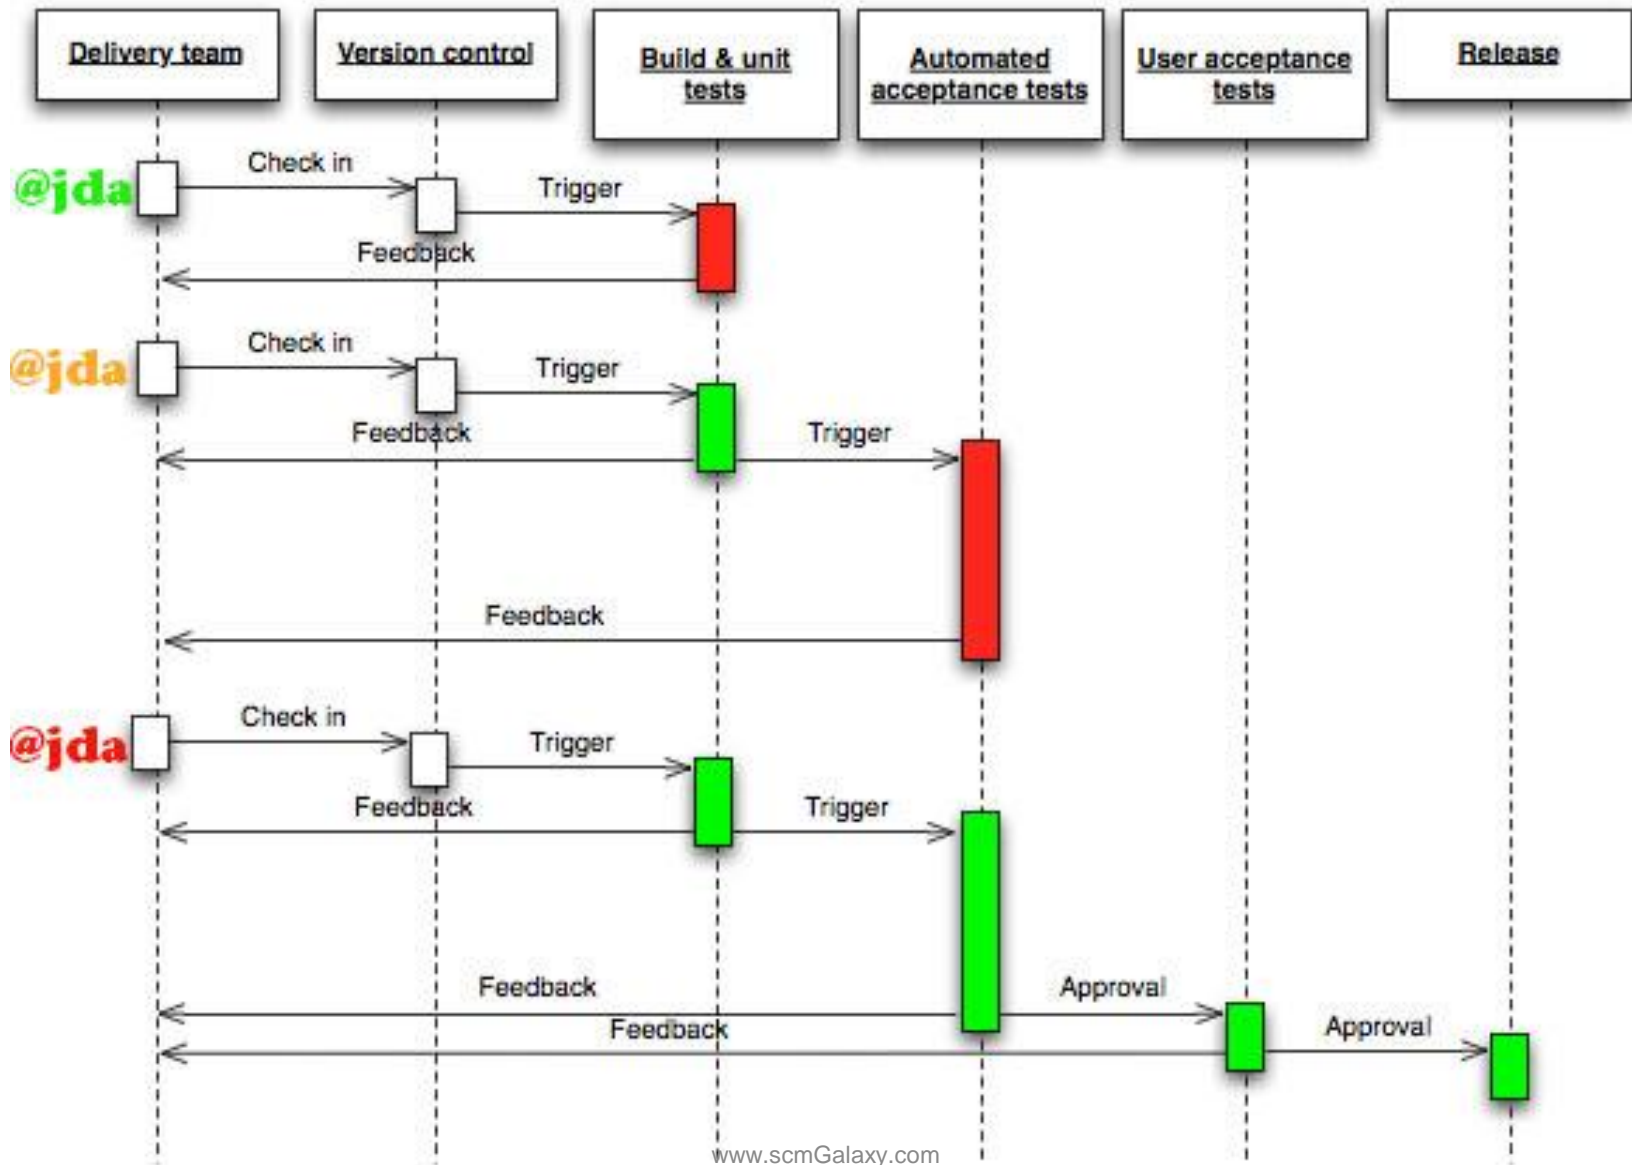 Delivery team
Version control
Build & unit
tests
Automated
acceptance tests
User acceptance
tests
Release
@jda
Check in
Trigger
Feedback
@jda
Check in
Trigger
Feedback
Trigger
Feedback
@jda
Check in
Trigger
Feedback
Trigger
Feedback
Approval
Feedback
Approval
www.scmGalaxy.com